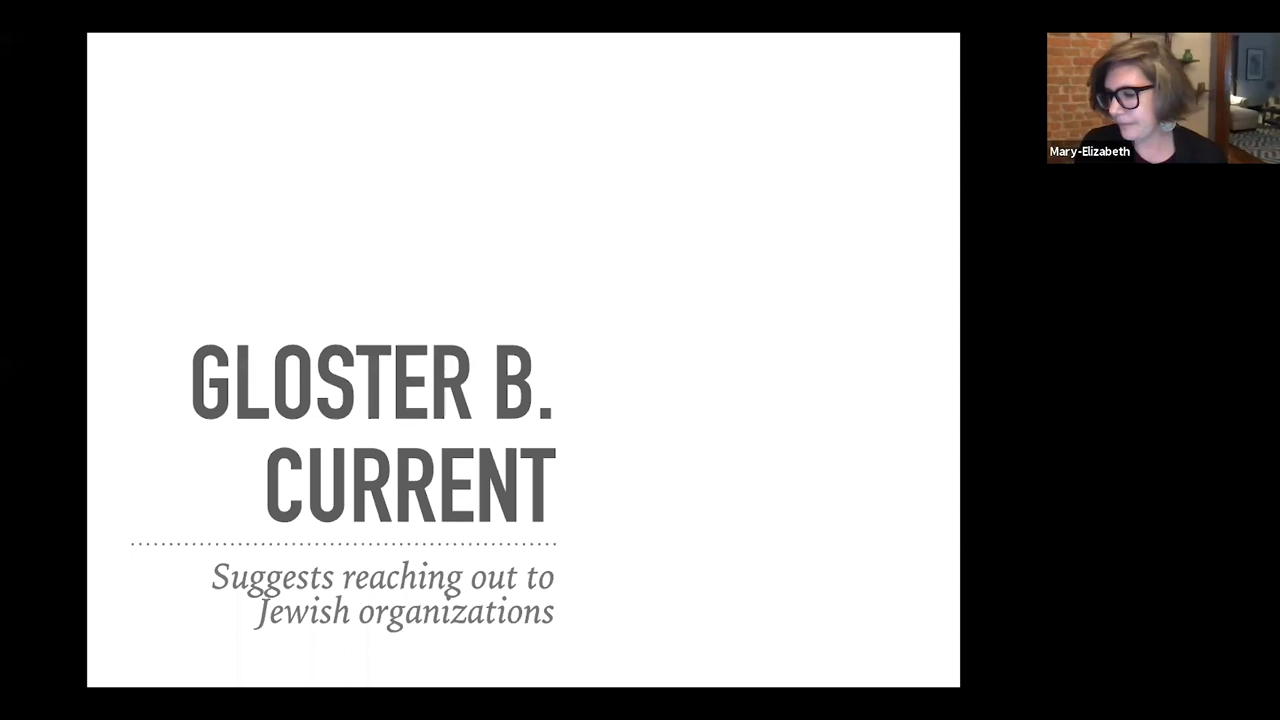 GLOSTER B.
CURRENT
Suggests reaching out to
Jewish organizations
Mary-Elizabeth